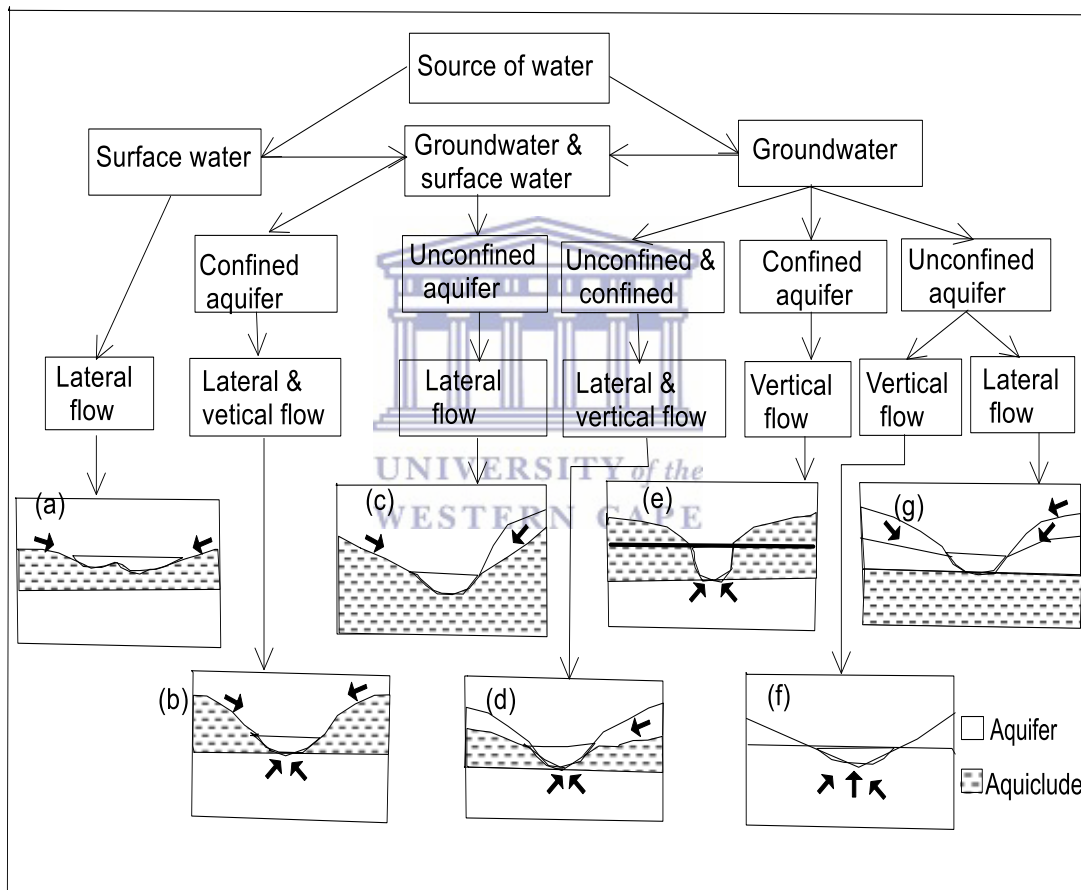 Source of water
Surface water
Groundwater &
surface water
Groundwater
Confined
aquifer
Unconfined
aquifer
Unconfined &
confined
Confined
aquifer
Unconfined
aquifer
Lateral
flow
Lateral &
vetical flow
Lateral
flow
Lateral &
vertical flow
Vertical
flow
Vertical
flow
Lateral
flow
UNIVERSITY of the
WESTERN CAPE
(a)
(c)
(e)
(g)
(b)
(d)
(f)
Aquifer
Aquiclude